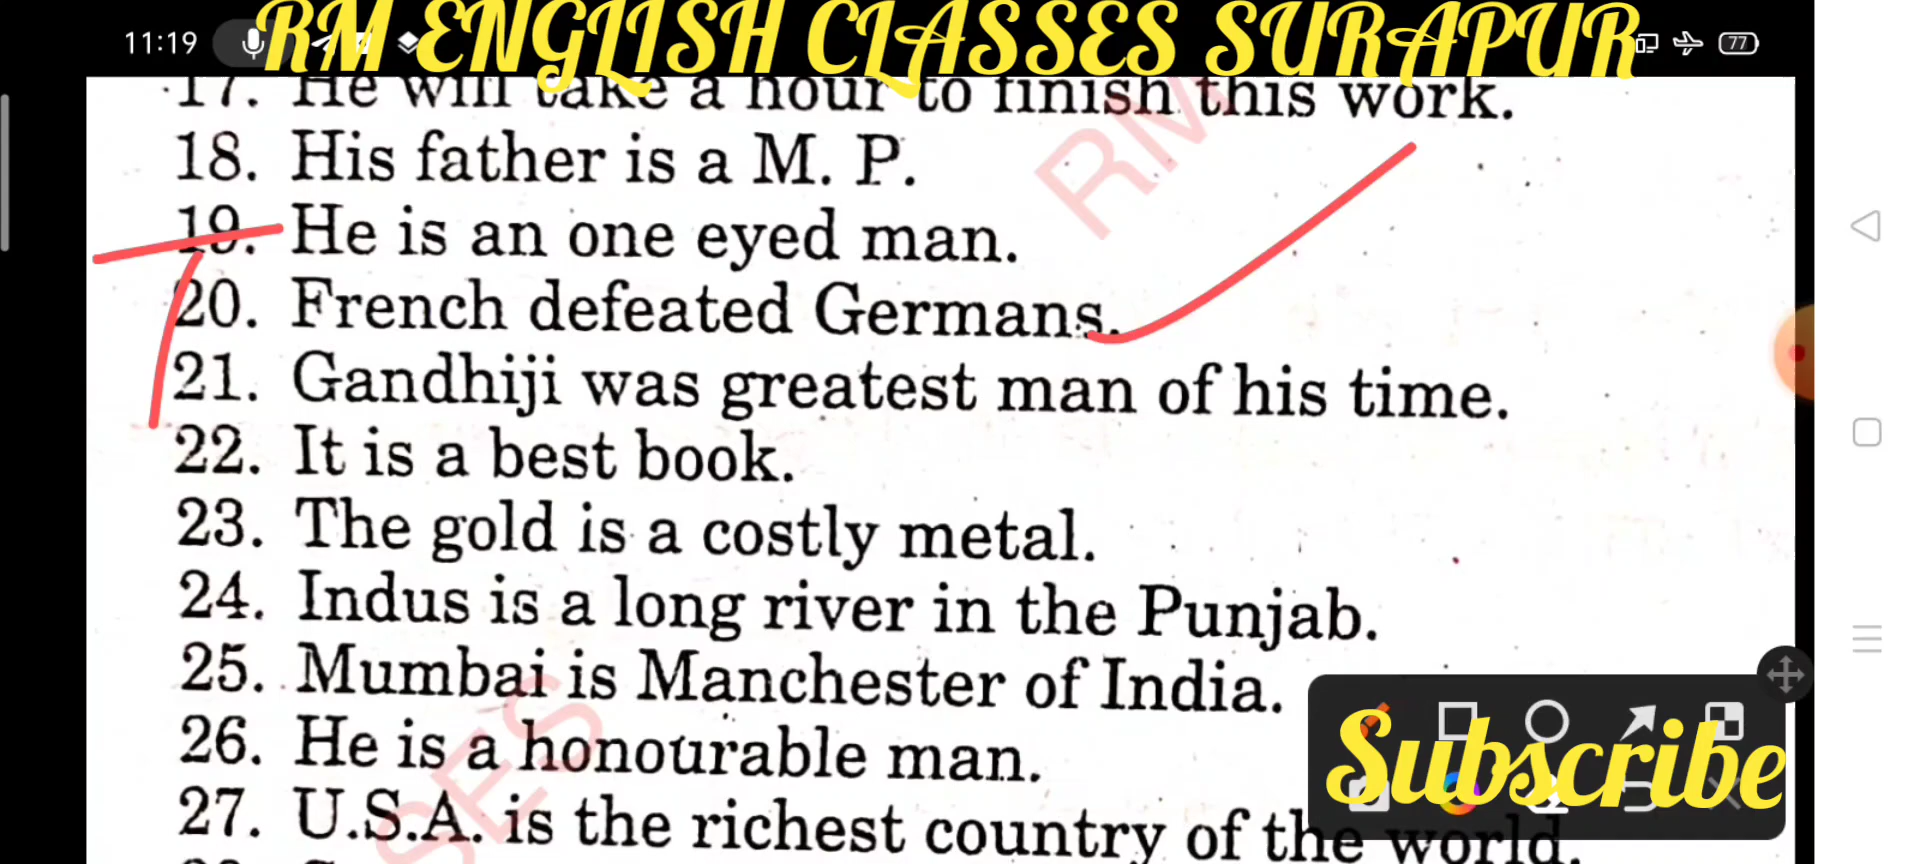 RM ENGLISH CLASSES SURAPUR
11:19
77
17. He will take a hour to finish this work.
RM
18. His father is a M. P.
19. He is an one eyed man.
20. French defeated Germans.
21. Gandhiji was greatest man of his time.
22. It is a best book.
23. The gold is a costly metal.
24. Indus is a long river in the Punjab.
25. Mumbai is Manchester of India.
26. He is a honourable man.
SES
Subscribe
27. U.S.A. is the richest country of the world.